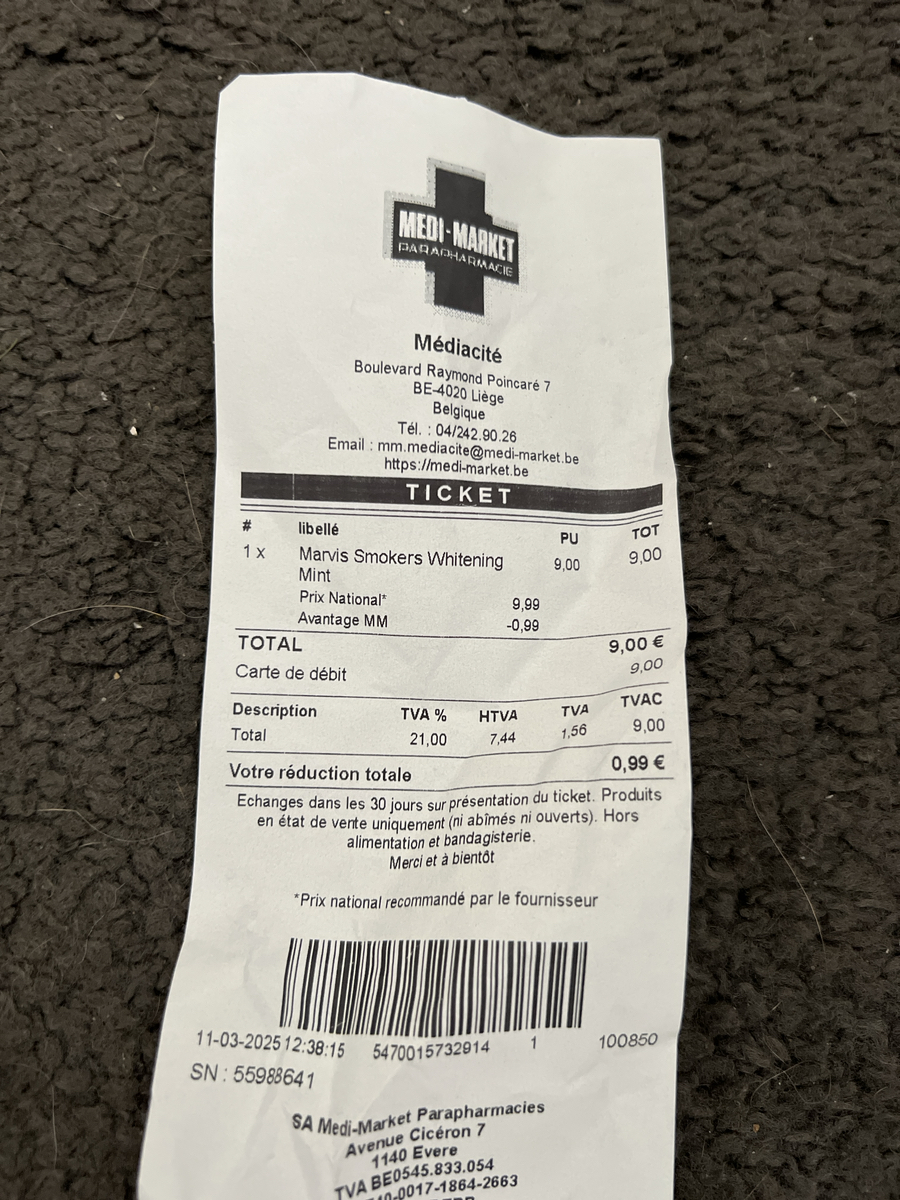 MEDI-MARKET
PARAPHARMACIE
Médiacité
Boulevard Raymond Poincaré 7
BE-4020 Liège
Belgique
Tél. : 04/242.90.26
Email : mm.mediacite@medi-market.be
https://medi-market.be
TICKET
# libellé PU TOT
1 x Marvis Smokers Whitening 9,00 9,00
Mint
Prix National* 9,99
Avantage MM -0,99
TOTAL 9,00 €
Carte de débit 9,00
Description TVA % HTVA TVA TVAC
Total 21,00 7,44 1,56 9,00
Votre réduction totale 0,99 €
Echanges dans les 30 jours sur présentation du ticket. Produits
en état de vente uniquement (ni abîmés ni ouverts). Hors
alimentation et bandagisterie.
Merci et à bientôt
*Prix national recommandé par le fournisseur
11-03-2025 12:38:15 5470015732914 1 100850
SN : 55988641
SA Medi-Market Parapharmacies
Avenue Cicéron 7
1140 Evere
TVA BE0545.833.054
0017-1864-2663